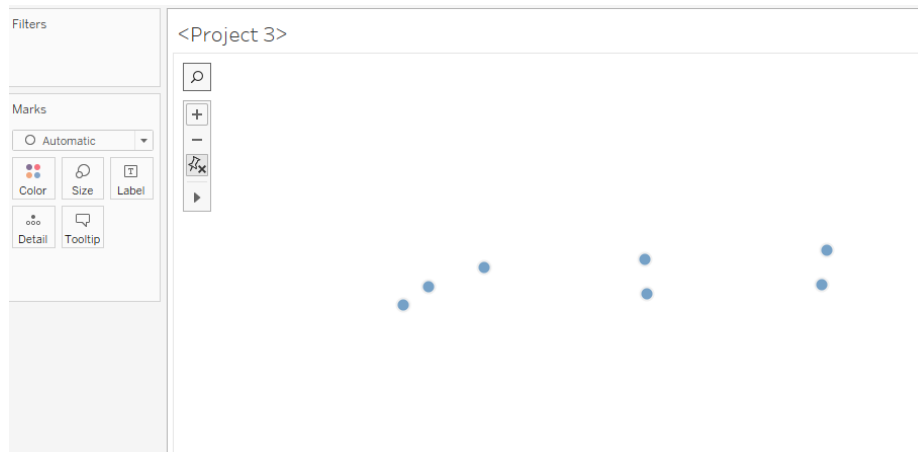 Filters
<Project 3>
Marks
Automatic
Color
Size
T
Label
Detail
Tooltip